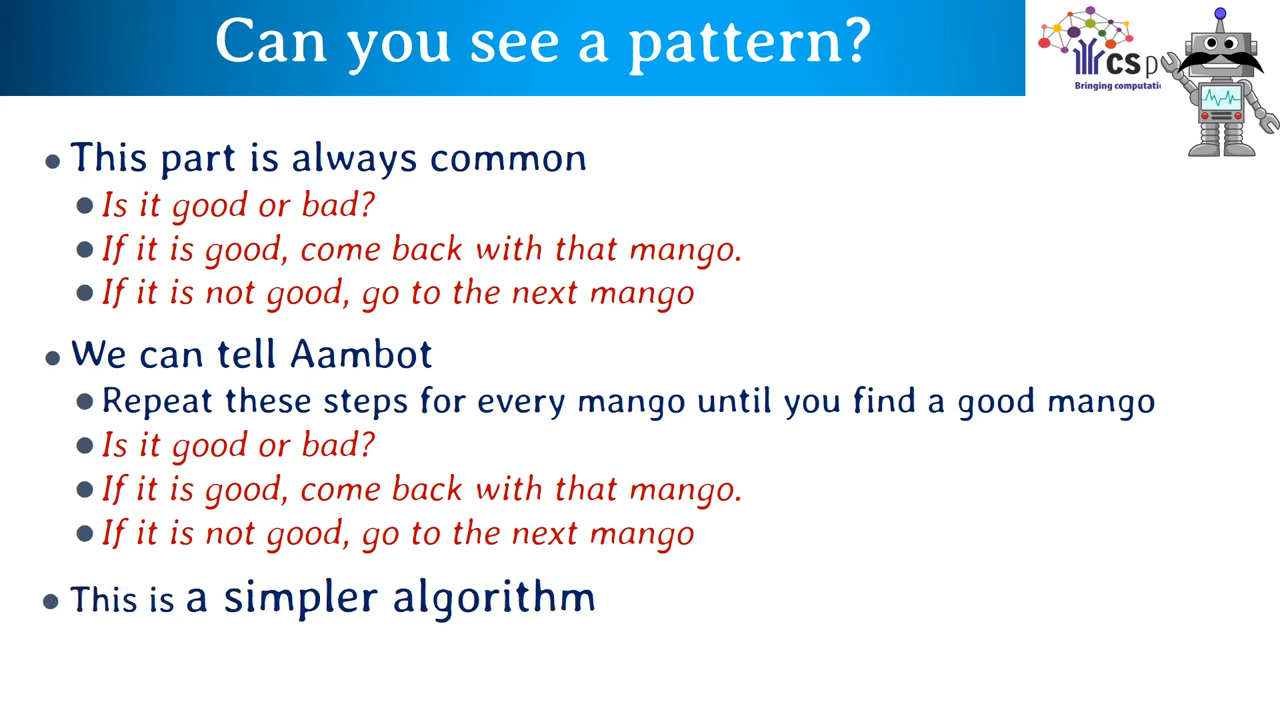 Can you see a pattern?
CS p
Bringing computati
This part is always common
Is it good or bad?
If it is good, come back with that mango.
If it is not good, go to the next mango
We can tell Aambot
Repeat these steps for every mango until you find a good mango
Is it good or bad?
If it is good, come back with that mango.
If it is not good, go to the next mango
This is a simpler algorithm